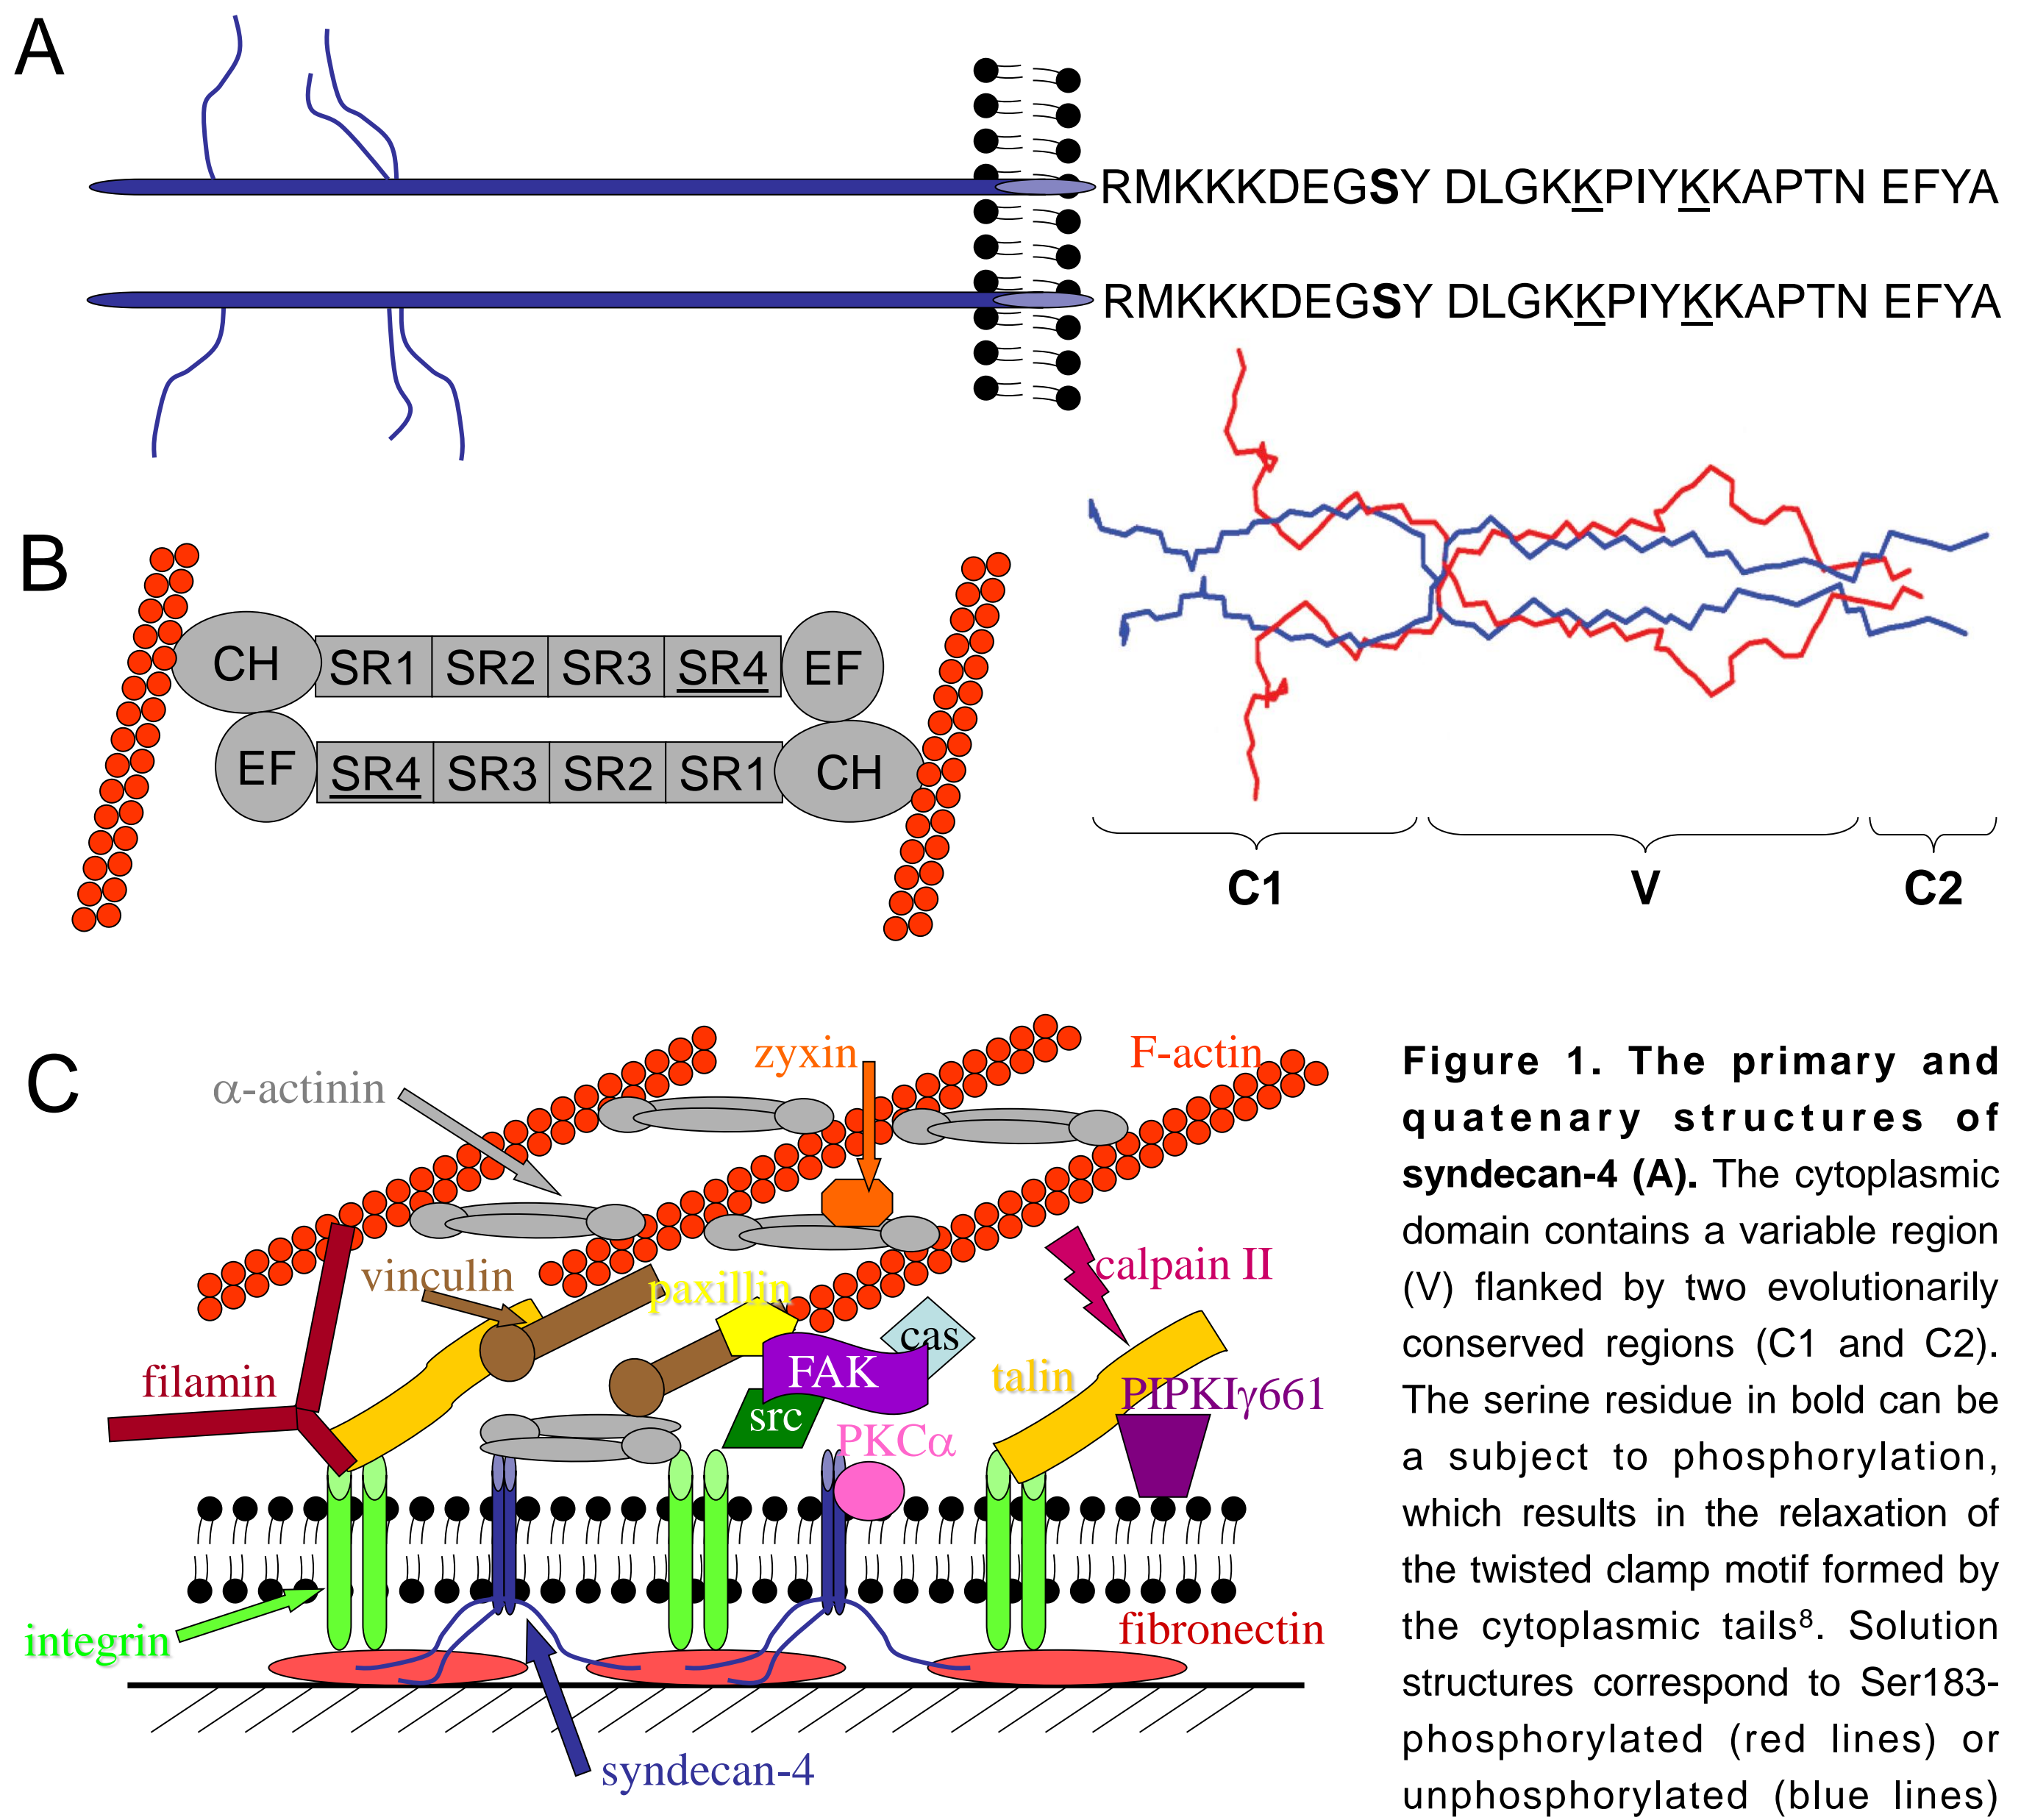 A
RMKKKDEGSY DLGKKPIYKKAPTN EFYA
RMKKKDEGSY DLGKKPIYKKAPTN EFYA
B
CH SR1 SR2 SR3 SR4 EF
EF SR4 SR3 SR2 SR1 CH
C1 V C2
C
zyxin
F-actin
α-actinin
vinculin
paxillin
calpain II
cas
filamin
FAK
talin
PIPKIγ661
src
PKCα
integrin
fibronectin
syndecan-4
Figure 1. The primary and
quatenary structures of
syndecan-4 (A). The cytoplasmic
domain contains a variable region
(V) flanked by two evolutionarily
conserved regions (C1 and C2).
The serine residue in bold can be
a subject to phosphorylation,
which results in the relaxation of
the twisted clamp motif formed by
the cytoplasmic tails⁸. Solution
structures correspond to Ser183-
phosphorylated (red lines) or
unphosphorylated (blue lines)